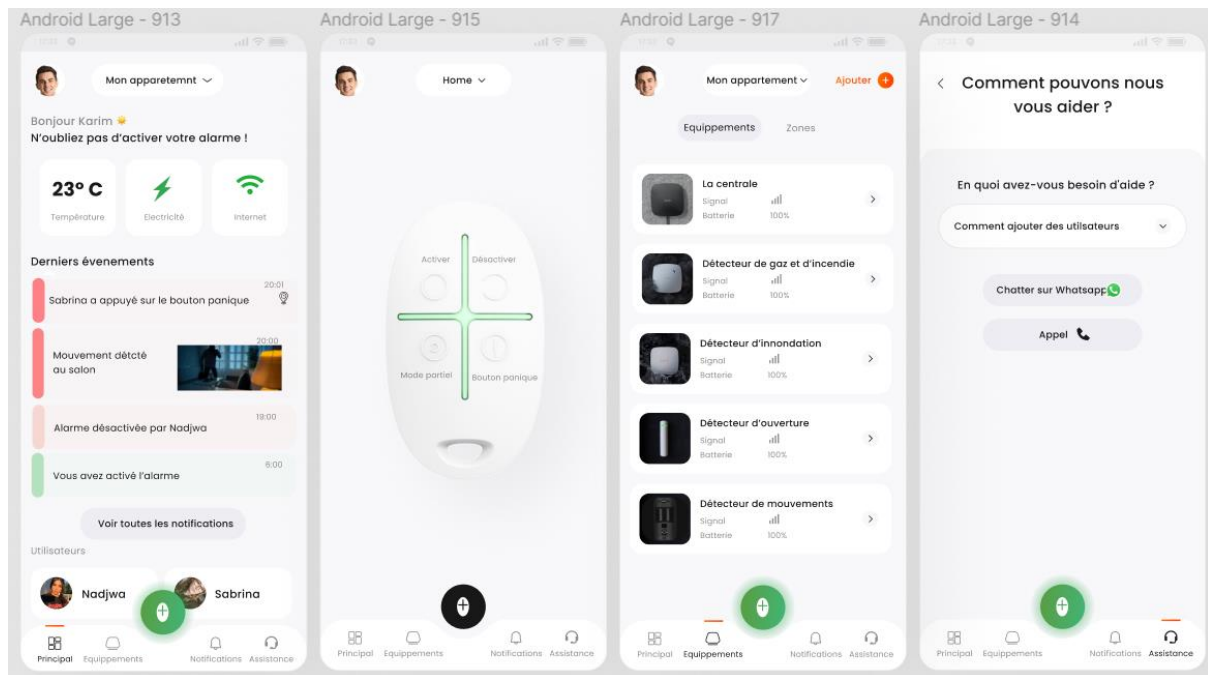 Android Large - 913
Mon apparetemnt
Bonjour Karim
N'oubliez pas d'activer votre alarme !
23° C
Température
Electricité
Internet
Derniers évenements
20:01
Sabrina a appuyé sur le bouton panique
20:00
Mouvement détcté
au salon
19:00
Alarme désactivée par Nadjwa
6:00
Vous avez activé l'alarme
Voir toutes les notifications
Utilisateurs
Nadjwa
Sabrina
Principal
Equippements
Notifications
Assistance
Android Large - 915
Home
Activer
Désactiver
Mode partiel
Bouton panique
Principal
Equippements
Notifications
Assistance
Android Large - 917
Mon appartement
Ajouter
Equippements
Zones
La centrale
Signal
Batterie 100%
Détecteur de gaz et d'incendie
Signal
Batterie 100%
Détecteur d'innondation
Signal
Batterie 100%
Détecteur d'ouverture
Signal
Batterie 100%
Détecteur de mouvements
Signal
Batterie 100%
Principal
Equippements
Notifications
Assistance
Android Large - 914
Comment pouvons nous
vous aider ?
En quoi avez-vous besoin d'aide ?
Comment ajouter des utilsateurs
Chatter sur Whatsapp
Appel
Principal
Equippements
Notifications
Assistance